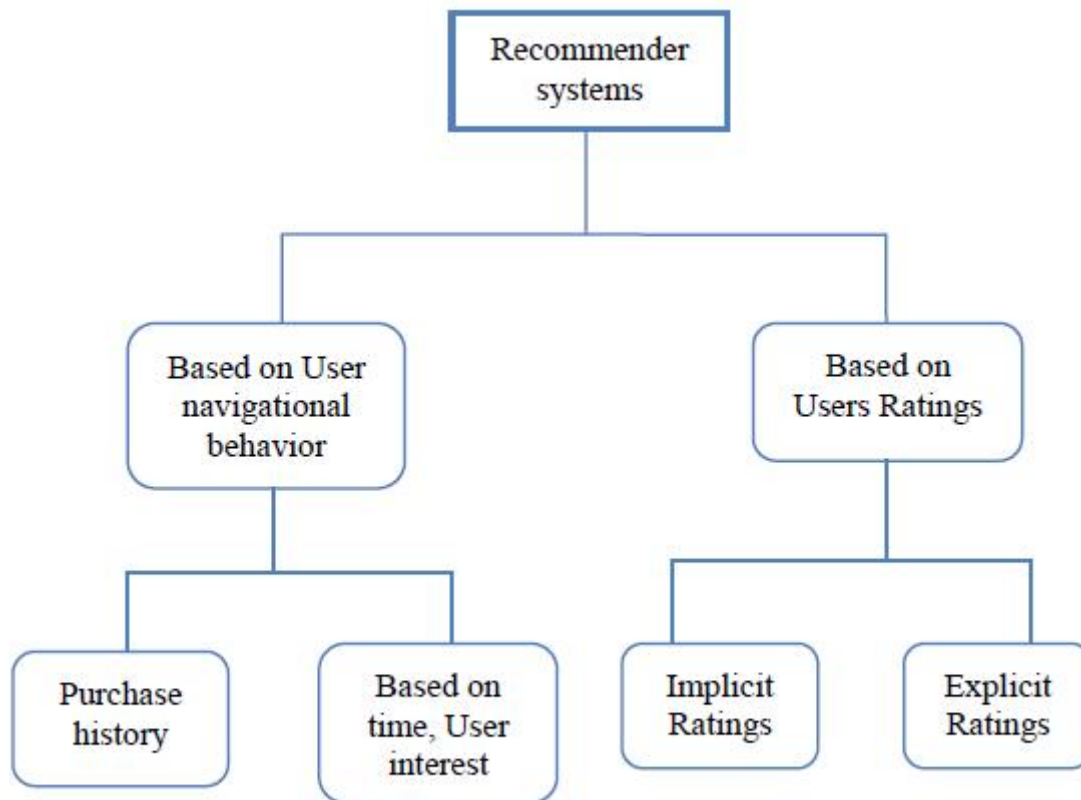 Recommender
systems
Based on User
navigational
behavior
Based on
Users Ratings
Purchase
history
Based on
time, User
interest
Implicit
Ratings
Explicit
Ratings